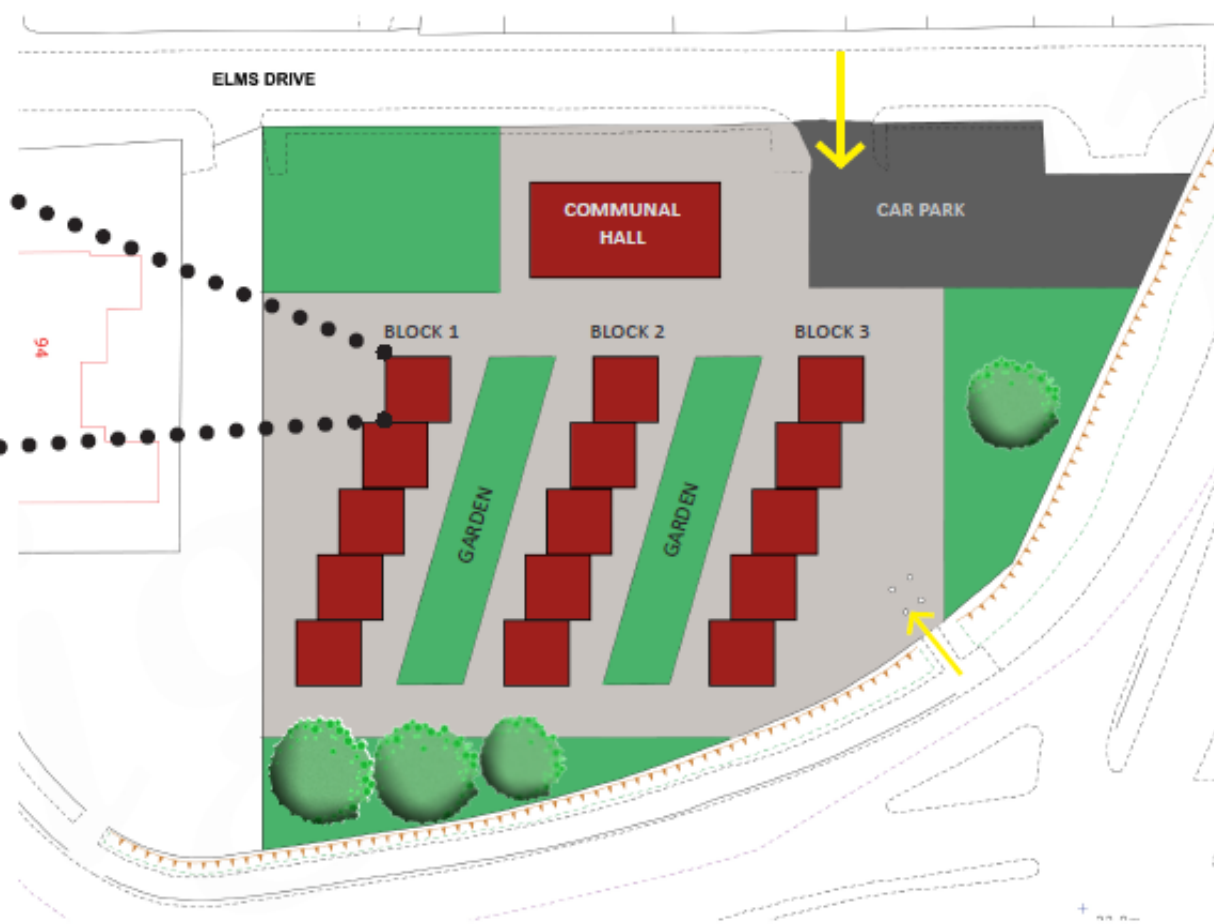 ELMS DRIVE
COMMUNAL
HALL
CAR PARK
94
BLOCK 1
BLOCK 2
BLOCK 3
GARDEN
GARDEN